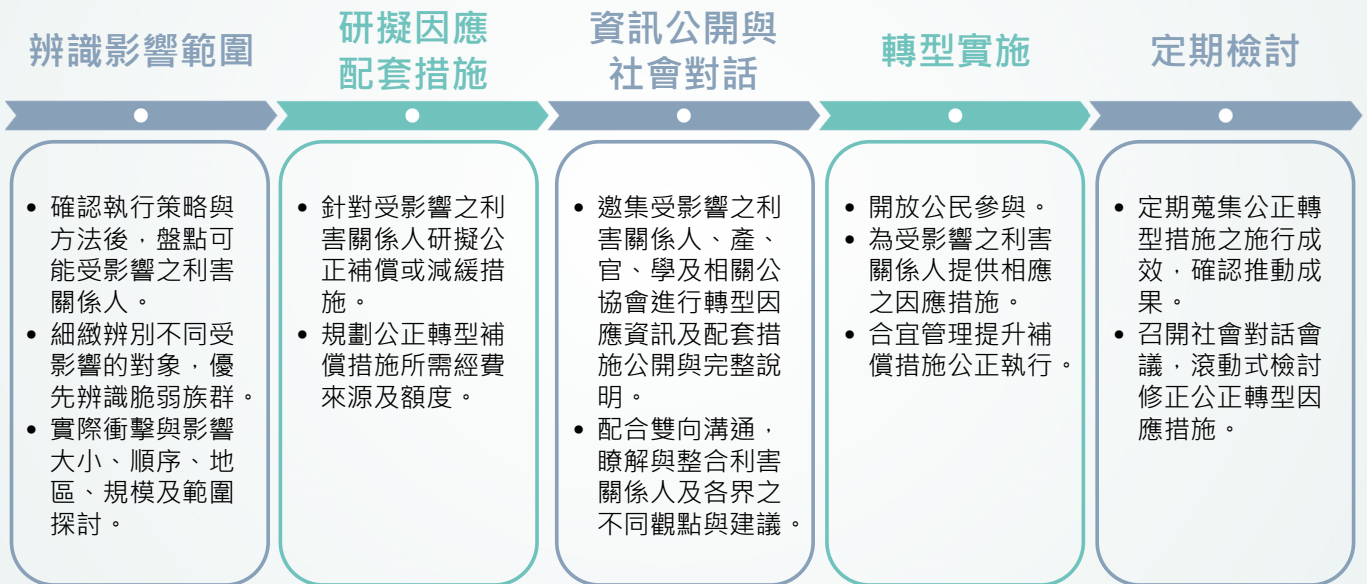 辨識影響範圍
研擬因應
配套措施
資訊公開與
社會對話
轉型實施
定期檢討
• 確認執行策略與
方法後，盤點可
能受影響之利害
關係人。
• 細緻辨別不同受
影響的對象，優
先辨識脆弱族群。
• 實際衝擊與影響
大小、順序、地
區、規模及範圍
探討。
• 針對受影響之利
害關係人研擬公
正補償或減緩措
施。
• 規劃公正轉型補
償措施所需經費
來源及額度。
• 邀集受影響之利
害關係人、產、
官、學及相關公
協會進行轉型因
應資訊及配套措
施公開與完整說
明。
• 配合雙向溝通，
瞭解與整合利害
關係人及各界之
不同觀點與建議。
• 開放公民參與。
• 為受影響之利害
關係人提供相應
之因應措施。
• 合宜管理提升補
償措施公正執行。
• 定期蒐集公正轉
型措施之施行成
效，確認推動成
果。
• 召開社會對話會
議，滾動式檢討
修正公正轉型因
應措施。